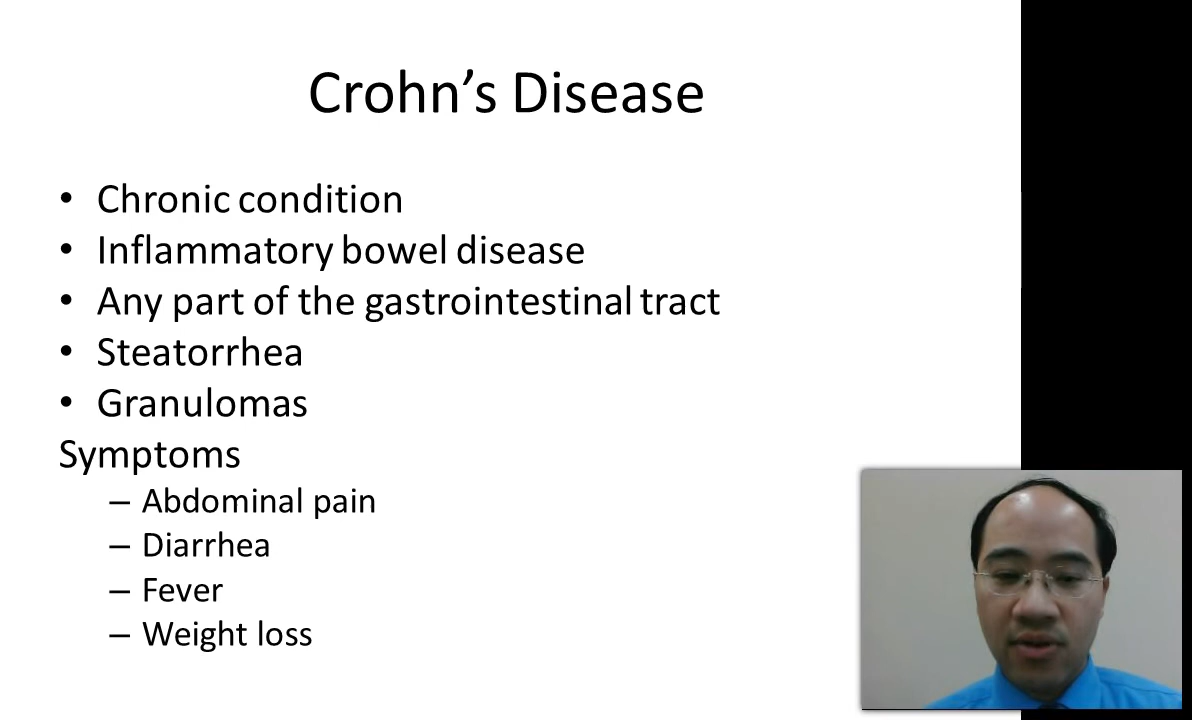 Crohn’s Disease
• Chronic condition
• Inflammatory bowel disease
• Any part of the gastrointestinal tract
• Steatorrhea
• Granulomas
Symptoms
– Abdominal pain
– Diarrhea
– Fever
– Weight loss